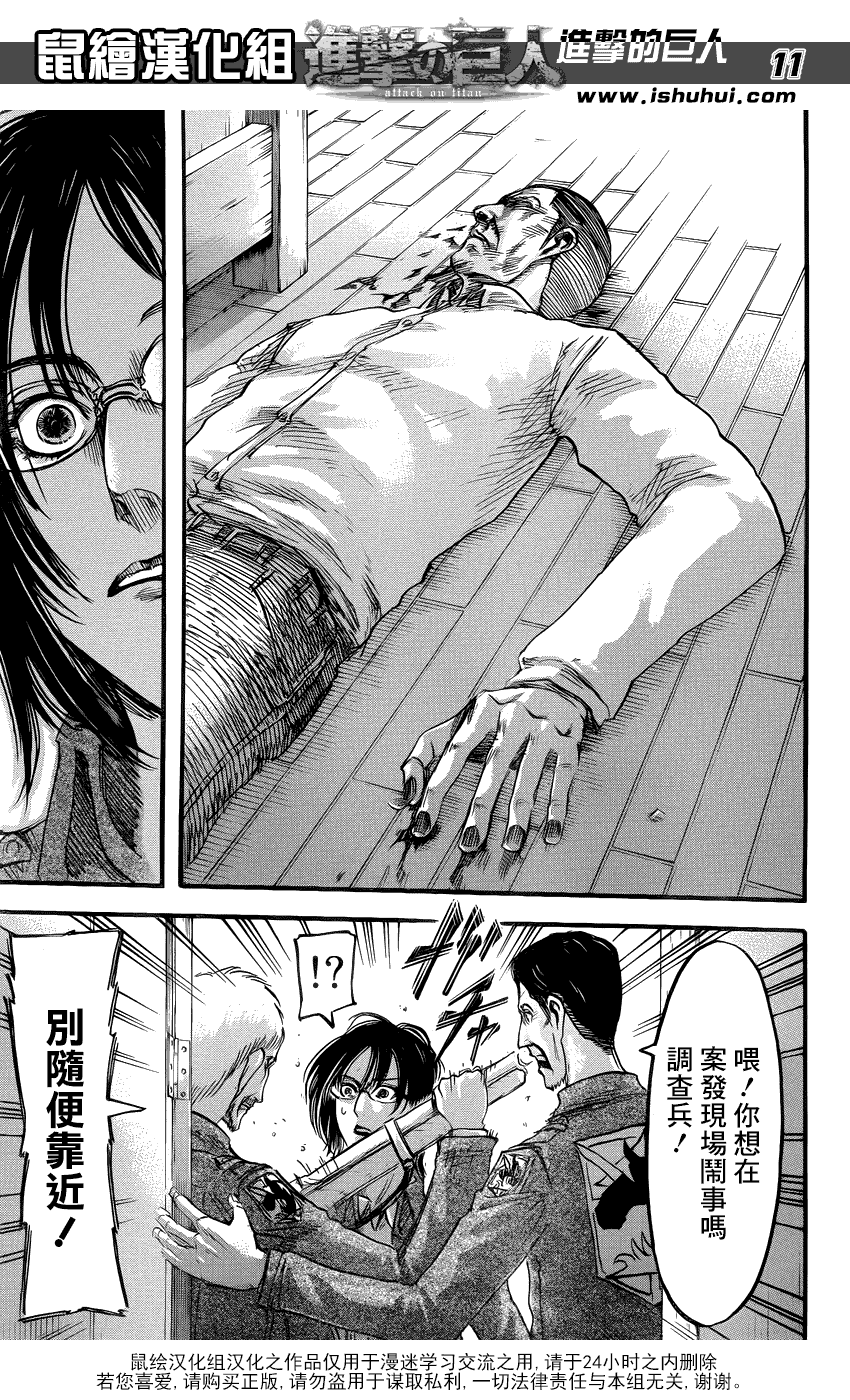 鼠繪漢化組
進撃の巨人
attack on titan
進擊的巨人
www.ishuhui.com
11
喂！你想在
案發現場鬧事嗎
調查兵！
!?
ガシャ
別隨便靠近！
鼠绘汉化组汉化之作品仅用于漫迷学习交流之用, 请于24小时之内删除
若您喜爱, 请购买正版, 请勿盗用于谋取私利, 一切法律责任与本组无关, 谢谢。